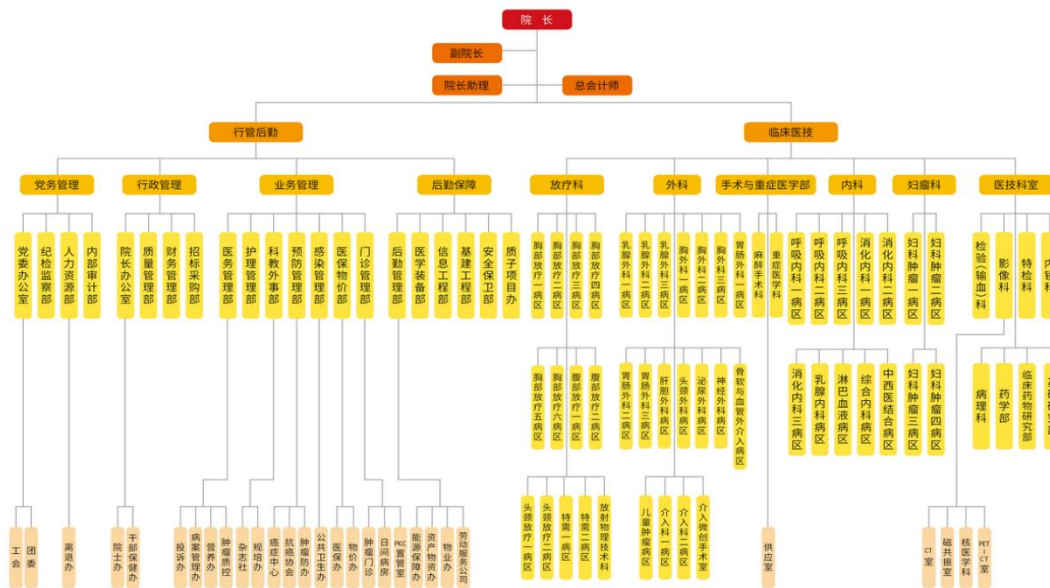 院 长
副院长
院长助理
总会计师
行管后勤
临床医技
党务管理
行政管理
业务管理
后勤保障
放疗科
外科
手术与重症医学部
内科
妇瘤科
医技科室
党委办公室
纪检监察部
人力资源部
内部审计部
院长办公室
质量管理部
财务管理部
招标采购部
医务管理部
护理管理部
科教外事部
预防管理部
感染管理部
医保物价部
门诊管理部
后勤管理部
医学装备部
信息工程部
基建工程部
安全保卫部
质子项目办
胸部放疗一病区
胸部放疗二病区
胸部放疗三病区
胸部放疗四病区
乳腺外科一病区
乳腺外科二病区
乳腺外科三病区
胸外科一病区
胸外科二病区
胸外科三病区
胃肠外科一病区
麻醉手术科
重症医学科
呼吸内科一病区
呼吸内科二病区
呼吸内科三病区
消化内科一病区
消化内科二病区
妇科肿瘤一病区
妇科肿瘤二病区
检验(输血)科
影像科
特检科
胸部放疗五病区
胸部放疗六病区
腹部放疗一病区
腹部放疗二病区
胃肠外科二病区
胃肠外科三病区
肝胆外科病区
头颈外科病区
泌尿外科病区
神经外科病区
骨软与血管外介入病区
消化内科三病区
乳腺内科病区
淋巴血液病区
综合内科病区
中西医结合病区
妇科肿瘤三病区
妇科肿瘤四病区
病理科
药学部
临床药物研究部
头颈放疗一病区
头颈放疗二病区
特需一病区
特需二病区
放射物理技术科
儿童肿瘤病区
介入科一病区
介入科二病区
介入微创手术室
工会
团委
离退办
院士办
干部保健办
投诉办
病案管理办
营养办
肿瘤质控
杂志社
规培办
癌症中心
抗癌协会
肿瘤防办
公共卫生办
医保办
物价办
肿瘤门诊
日间病房
PICC置管室
能源保障办
资产物资办
物业办
劳动服务公司
供应室
CT
磁共振室
核医学科
PET-CT室